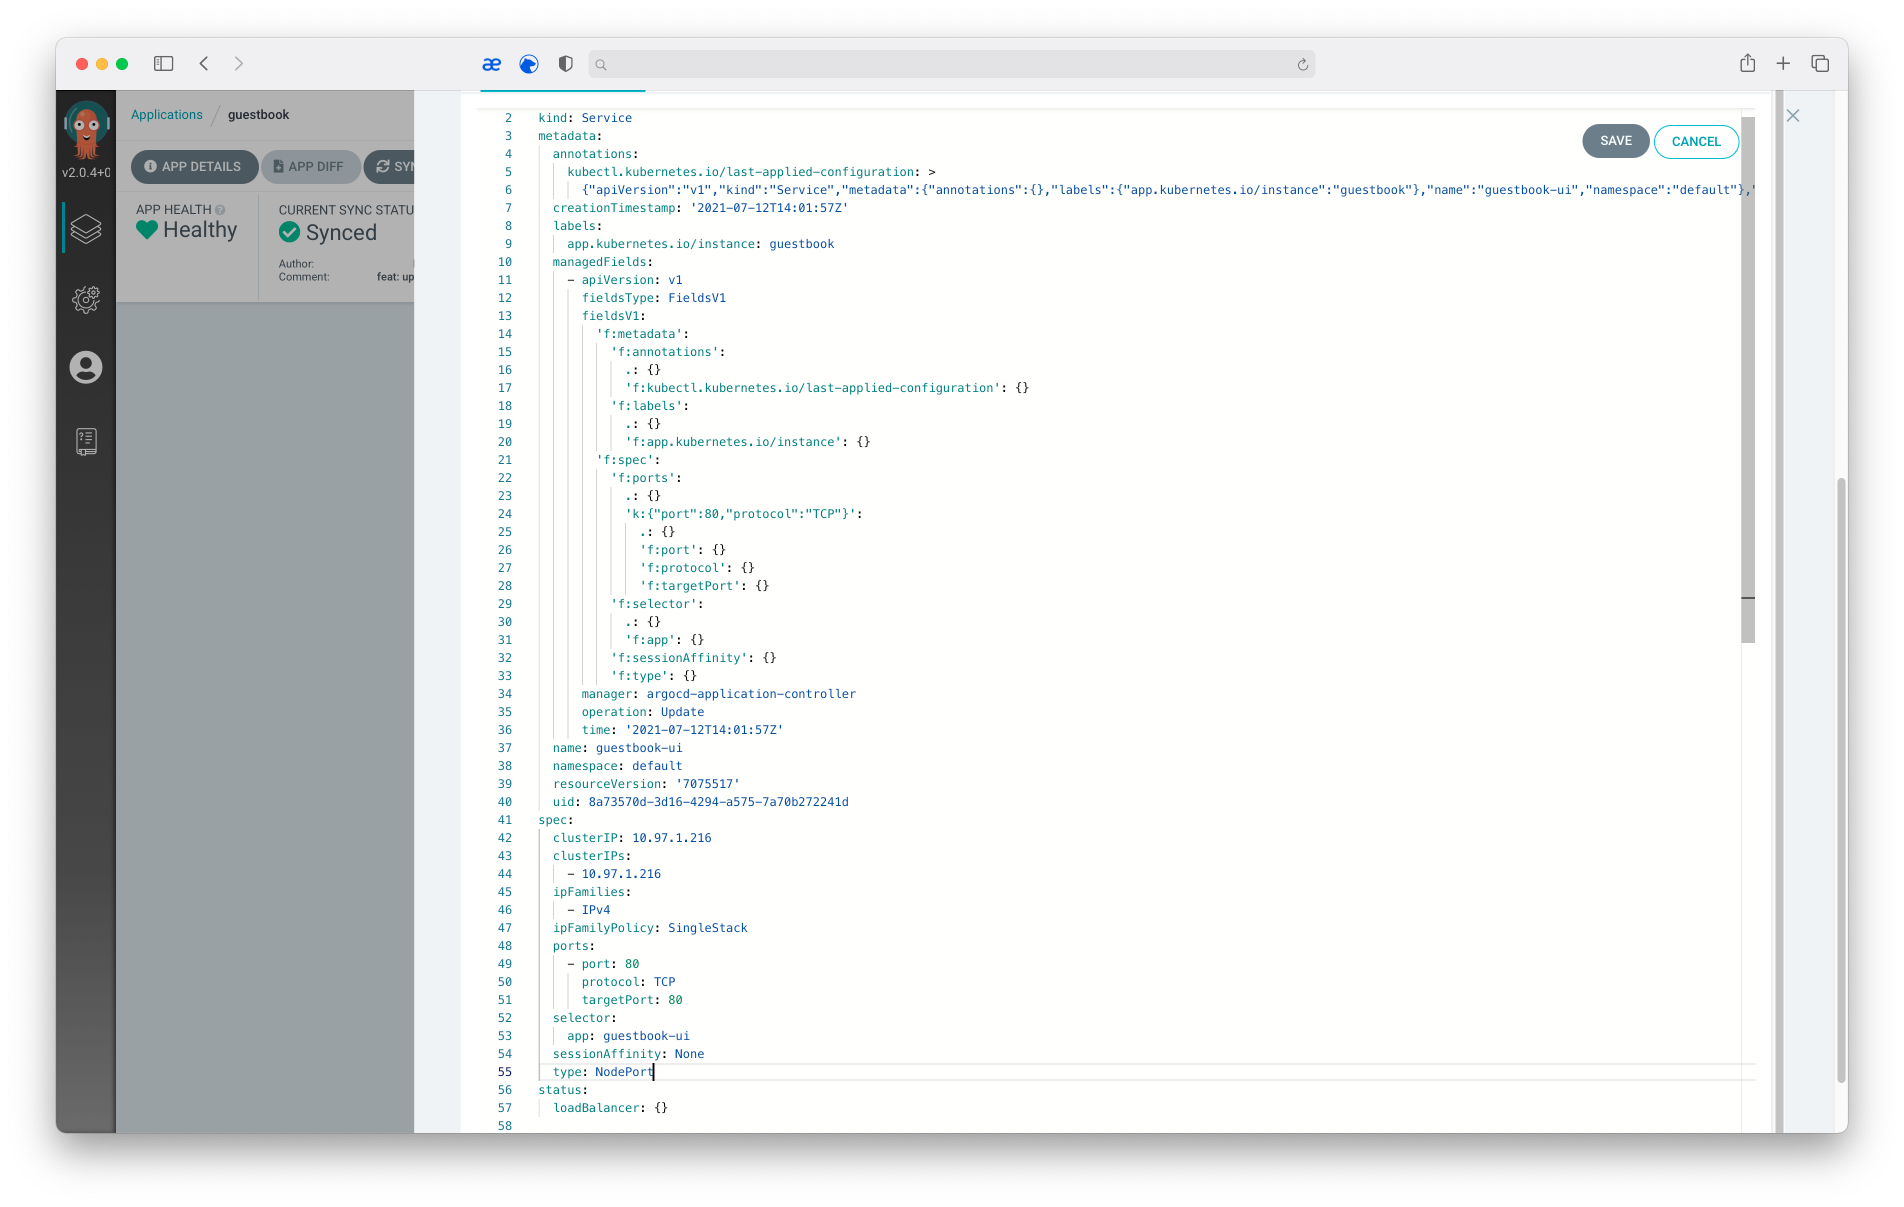 Applications / guestbook
v2.0.4+0
APP DETAILS
APP DIFF
APP HEALTH
Healthy
CURRENT SYNC STATU
Synced
Author:
Comment: feat: up
SAVE
CANCEL
2 kind: Service
3 metadata:
4 annotations:
5 kubectl.kubernetes.io/last-applied-configuration: >
6 {"apiVersion":"v1","kind":"Service","metadata":{"annotations":{},"labels":{"app.kubernetes.io/instance":"guestbook"},"name":"guestbook-ui","namespace":"default"},"
7 creationTimestamp: '2021-07-12T14:01:57Z'
8 labels:
9 app.kubernetes.io/instance: guestbook
10 managedFields:
11 - apiVersion: v1
12 fieldsType: FieldsV1
13 fieldsV1:
14 'f:metadata':
15 'f:annotations':
16 .: {}
17 'f:kubectl.kubernetes.io/last-applied-configuration': {}
18 'f:labels':
19 .: {}
20 'f:app.kubernetes.io/instance': {}
21 'f:spec':
22 'f:ports':
23 .: {}
24 'k:{"port":80,"protocol":"TCP"}':
25 .: {}
26 'f:port': {}
27 'f:protocol': {}
28 'f:targetPort': {}
29 'f:selector':
30 .: {}
31 'f:app': {}
32 'f:sessionAffinity': {}
33 'f:type': {}
34 manager: argocd-application-controller
35 operation: Update
36 time: '2021-07-12T14:01:57Z'
37 name: guestbook-ui
38 namespace: default
39 resourceVersion: '7075517'
40 uid: 8a73570d-3d16-4294-a575-7a70b272241d
41 spec:
42 clusterIP: 10.97.1.216
43 clusterIPs:
44 - 10.97.1.216
45 ipFamilies:
46 - IPv4
47 ipFamilyPolicy: SingleStack
48 ports:
49 - port: 80
50 protocol: TCP
51 targetPort: 80
52 selector:
53 app: guestbook-ui
54 sessionAffinity: None
55 type: NodePort
56 status:
57 loadBalancer: {}
58